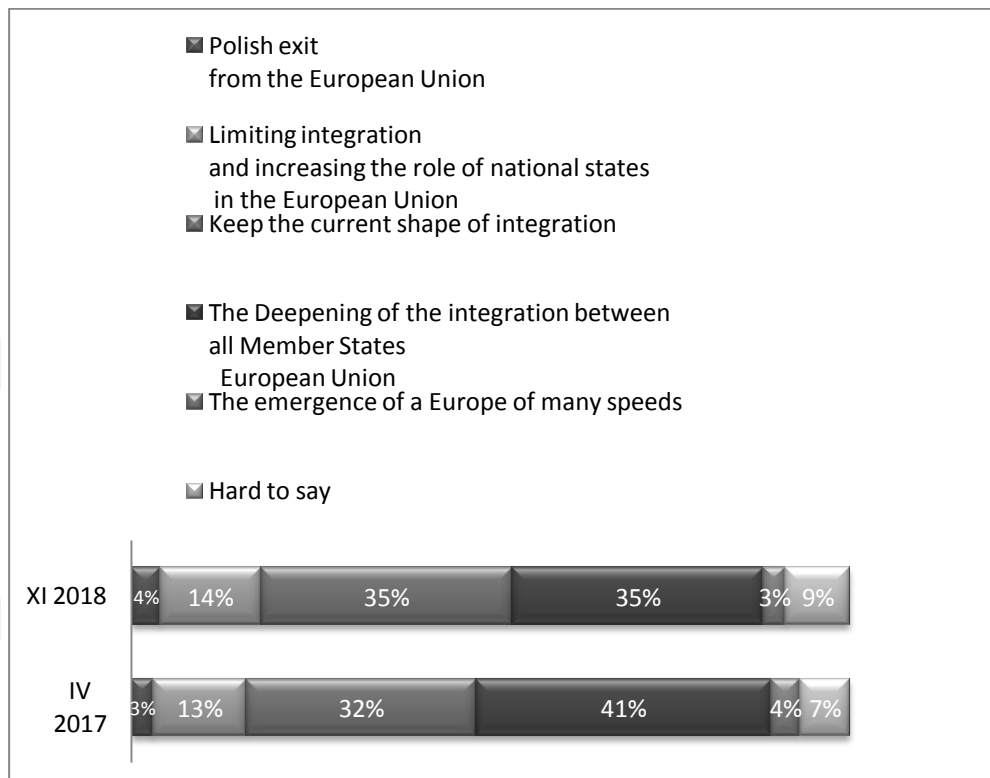 Polish exit
from the European Union
Limiting integration
and increasing the role of national states
in the European Union
Keep the current shape of integration
The Deepening of the integration between
all Member States
European Union
The emergence of a Europe of many speeds
Hard to say
XI 2018
4% 14% 35% 35% 3% 9%
IV
2017
3% 13% 32% 41% 4% 7%